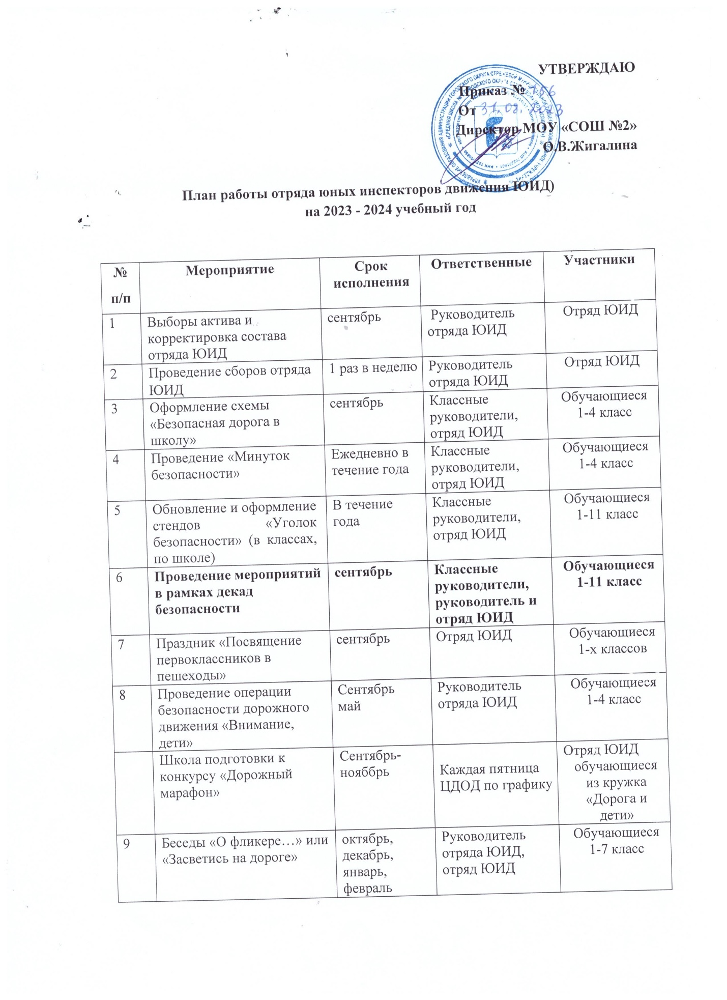 УТВЕРЖДАЮ
Приказ № 156
От 31.08.2023
Директор МОУ «СОШ №2»
О.В.Жигалина
План работы отряда юных инспекторов движения ЮИД)
на 2023 - 2024 учебный год
№
п/п
Мероприятие
Срок
исполнения
Ответственные
Участники
1
Выборы актива и
корректировка состава
отряда ЮИД
сентябрь
Руководитель
отряда ЮИД
Отряд ЮИД
2
Проведение сборов отряда
ЮИД
1 раз в неделю
Руководитель
отряда ЮИД
Отряд ЮИД
3
Оформление схемы
«Безопасная дорога в
школу»
сентябрь
Классные
руководители,
отряд ЮИД
Обучающиеся
1-4 класс
4
Проведение «Минуток
безопасности»
Ежедневно в
течение года
Классные
руководители,
отряд ЮИД
Обучающиеся
1-4 класс
5
Обновление и оформление
стендов «Уголок
безопасности» (в классах,
по школе)
В течение
года
Классные
руководители,
отряд ЮИД
Обучающиеся
1-11 класс
6
Проведение мероприятий
в рамках декад
безопасности
сентябрь
Классные
руководители,
руководитель и
отряд ЮИД
Обучающиеся
1-11 класс
7
Праздник «Посвящение
первоклассников в
пешеходы»
сентябрь
Отряд ЮИД
Обучающиеся
1-х классов
8
Проведение операции
безопасности дорожного
движения «Внимание,
дети»
Сентябрь
май
Руководитель
отряда ЮИД
Обучающиеся
1-4 класс
Школа подготовки к
конкурсу «Дорожный
марафон»
Сентябрь-
нояббрь
Каждая пятница
ЦДОД по графику
Отряд ЮИД
обучающиеся
из кружка
«Дорога и
дети»
9
Беседы «О фликере…» или
«Засветись на дороге»
октябрь,
декабрь,
январь,
февраль
Руководитель
отряда ЮИД,
отряд ЮИД
Обучающиеся
1-7 класс